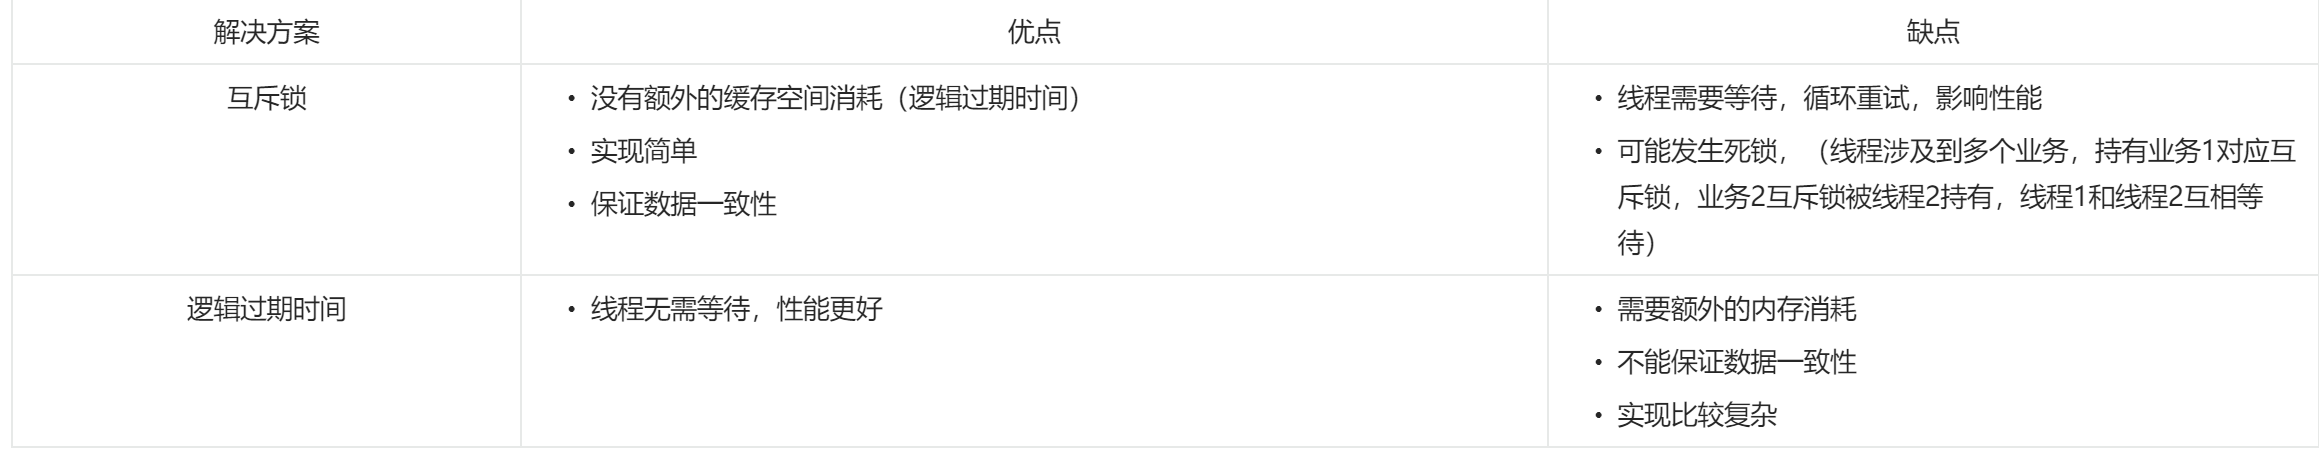 解决方案
优点
缺点
互斥锁
• 没有额外的缓存空间消耗（逻辑过期时间）
• 实现简单
• 保证数据一致性
• 线程需要等待，循环重试，影响性能
• 可能发生死锁，（线程涉及到多个业务，持有业务1对应互
斥锁，业务2互斥锁被线程2持有，线程1和线程2互相等
待）
逻辑过期时间
• 线程无需等待，性能更好
• 需要额外的内存消耗
• 不能保证数据一致性
• 实现比较复杂